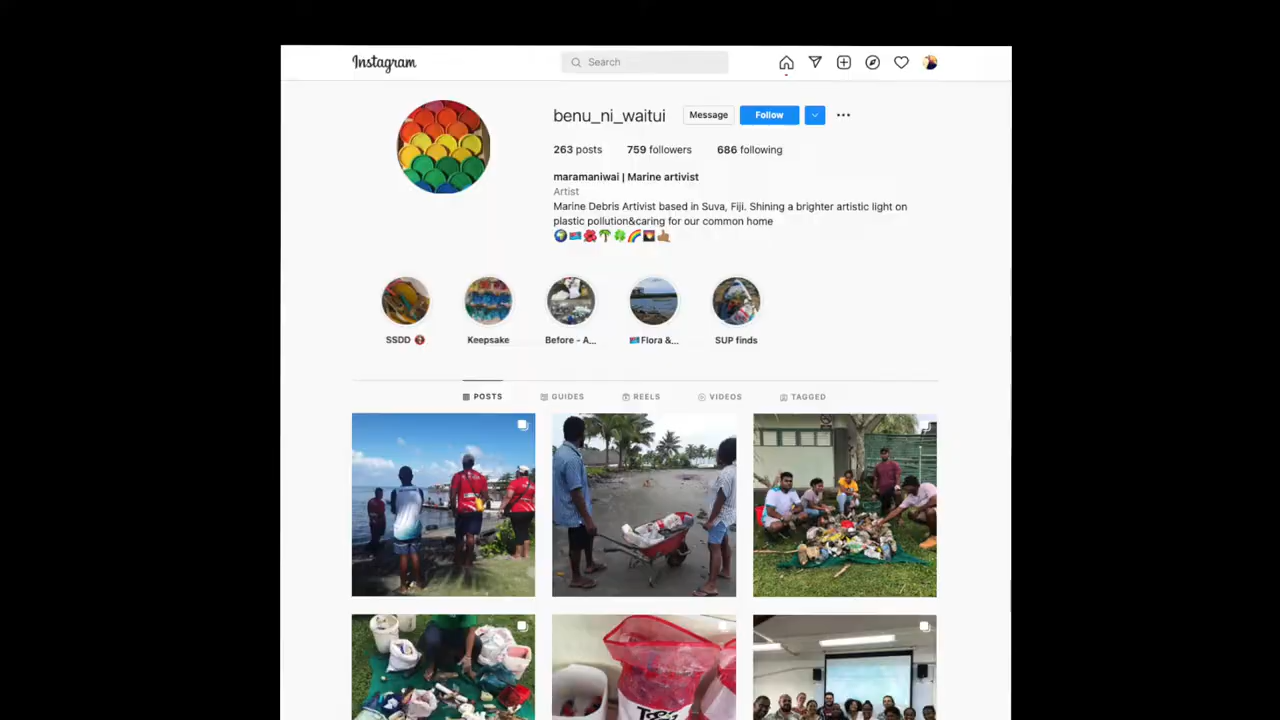 Instagram
Search
benu_ni_waitui Message Follow
263 posts 759 followers 686 following
maramaniwai | Marine artivist
Artist
Marine Debris Artivist based in Suva, Fiji. Shining a brighter artistic light on
plastic pollution&caring for our common home
SSDD Keepsake Before - A... Flora &... SUP finds
POSTS GUIDES REELS VIDEOS TAGGED